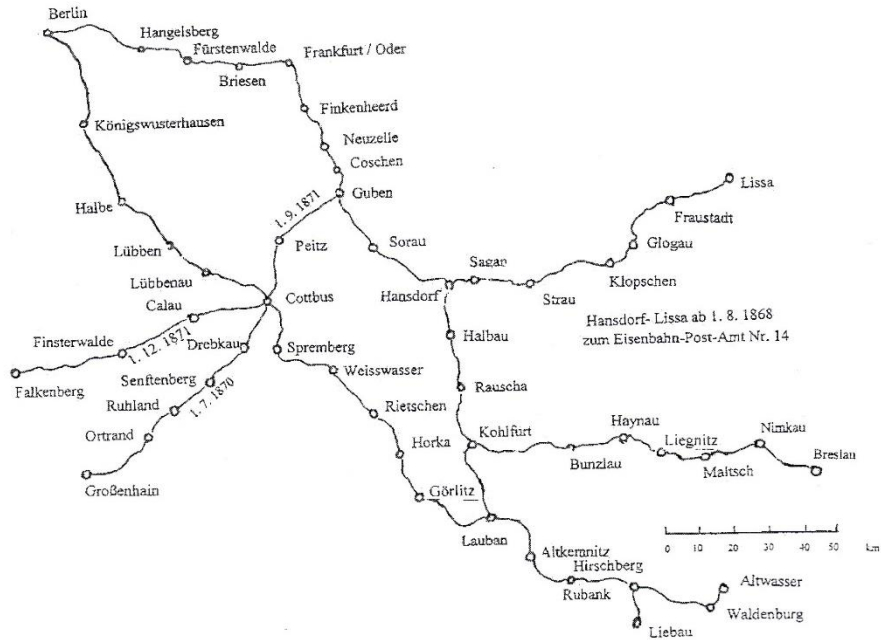 Berlin
Hangelsberg
Fürstenwalde
Briesen
Frankfurt / Oder
Finkenheerd
Neuzelle
Coschen
Guben
Königswusterhausen
Halbe
Lübben
Lübbenau
1. 9. 1871
Peitz
Sorau
Lissa
Fraustadt
Glogau
Klopschen
Sagan
Strau
Hansdorf
Cottbus
Calau
Finsterwalde
1. 12. 1871
Falkenberg
Drebkau
Senftenberg
1. 7. 1870
Ruhland
Ortrand
Großenhain
Spremberg
Weisswasser
Rietschen
Horka
Görlitz
Halbau
Rauscha
Kohlfurt
Hansdorf- Lissa ab 1. 8. 1868
zum Eisenbahn-Post-Amt Nr. 14
Haynau
Bunzlau
Liegnitz
Maltsch
Nimkau
Breslau
Lauban
Altkemnitz
Hirschberg
Rubank
Altwasser
Waldenburg
Liebau
0 10 20 30 40 50 km